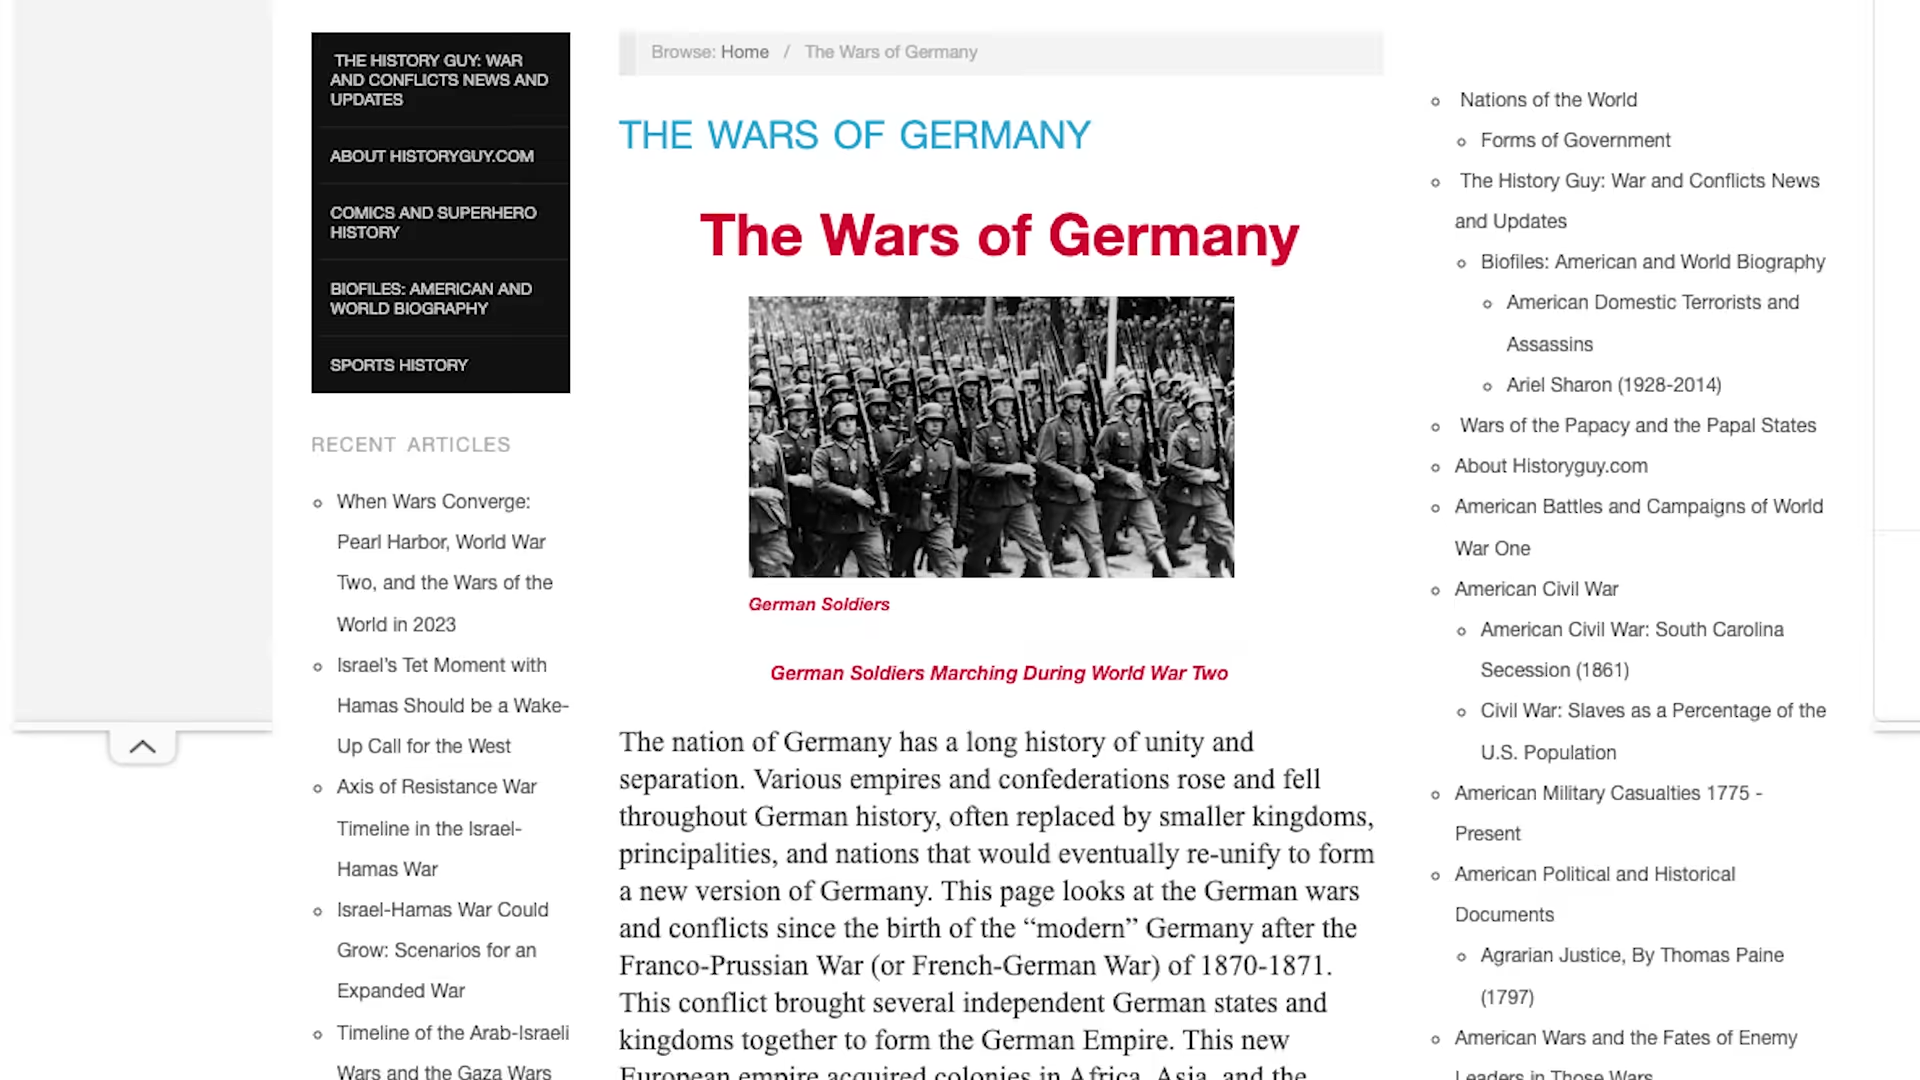 THE HISTORY GUY: WAR
AND CONFLICTS NEWS AND
UPDATES
ABOUT HISTORYGUY.COM
COMICS AND SUPERHERO
HISTORY
BIOFILES: AMERICAN AND
WORLD BIOGRAPHY
SPORTS HISTORY
RECENT ARTICLES
When Wars Converge:
Pearl Harbor, World War
Two, and the Wars of the
World in 2023
Israel’s Tet Moment with
Hamas Should be a Wake-
Up Call for the West
Axis of Resistance War
Timeline in the Israel-
Hamas War
Israel-Hamas War Could
Grow: Scenarios for an
Expanded War
Timeline of the Arab-Israeli
Wars and the Gaza Wars
Browse: Home / The Wars of Germany
THE WARS OF GERMANY
The Wars of Germany
German Soldiers
German Soldiers Marching During World War Two
The nation of Germany has a long history of unity and
separation. Various empires and confederations rose and fell
throughout German history, often replaced by smaller kingdoms,
principalities, and nations that would eventually re-unify to form
a new version of Germany. This page looks at the German wars
and conflicts since the birth of the “modern” Germany after the
Franco-Prussian War (or French-German War) of 1870-1871.
This conflict brought several independent German states and
kingdoms together to form the German Empire. This new
European empire acquired colonies in Africa, Asia, and the
Nations of the World
Forms of Government
The History Guy: War and Conflicts News
and Updates
Biofiles: American and World Biography
American Domestic Terrorists and
Assassins
Ariel Sharon (1928-2014)
Wars of the Papacy and the Papal States
About Historyguy.com
American Battles and Campaigns of World
War One
American Civil War
American Civil War: South Carolina
Secession (1861)
Civil War: Slaves as a Percentage of the
U.S. Population
American Military Casualties 1775 -
Present
American Political and Historical
Documents
Agrarian Justice, By Thomas Paine
(1797)
American Wars and the Fates of Enemy
Leaders in Those Wars